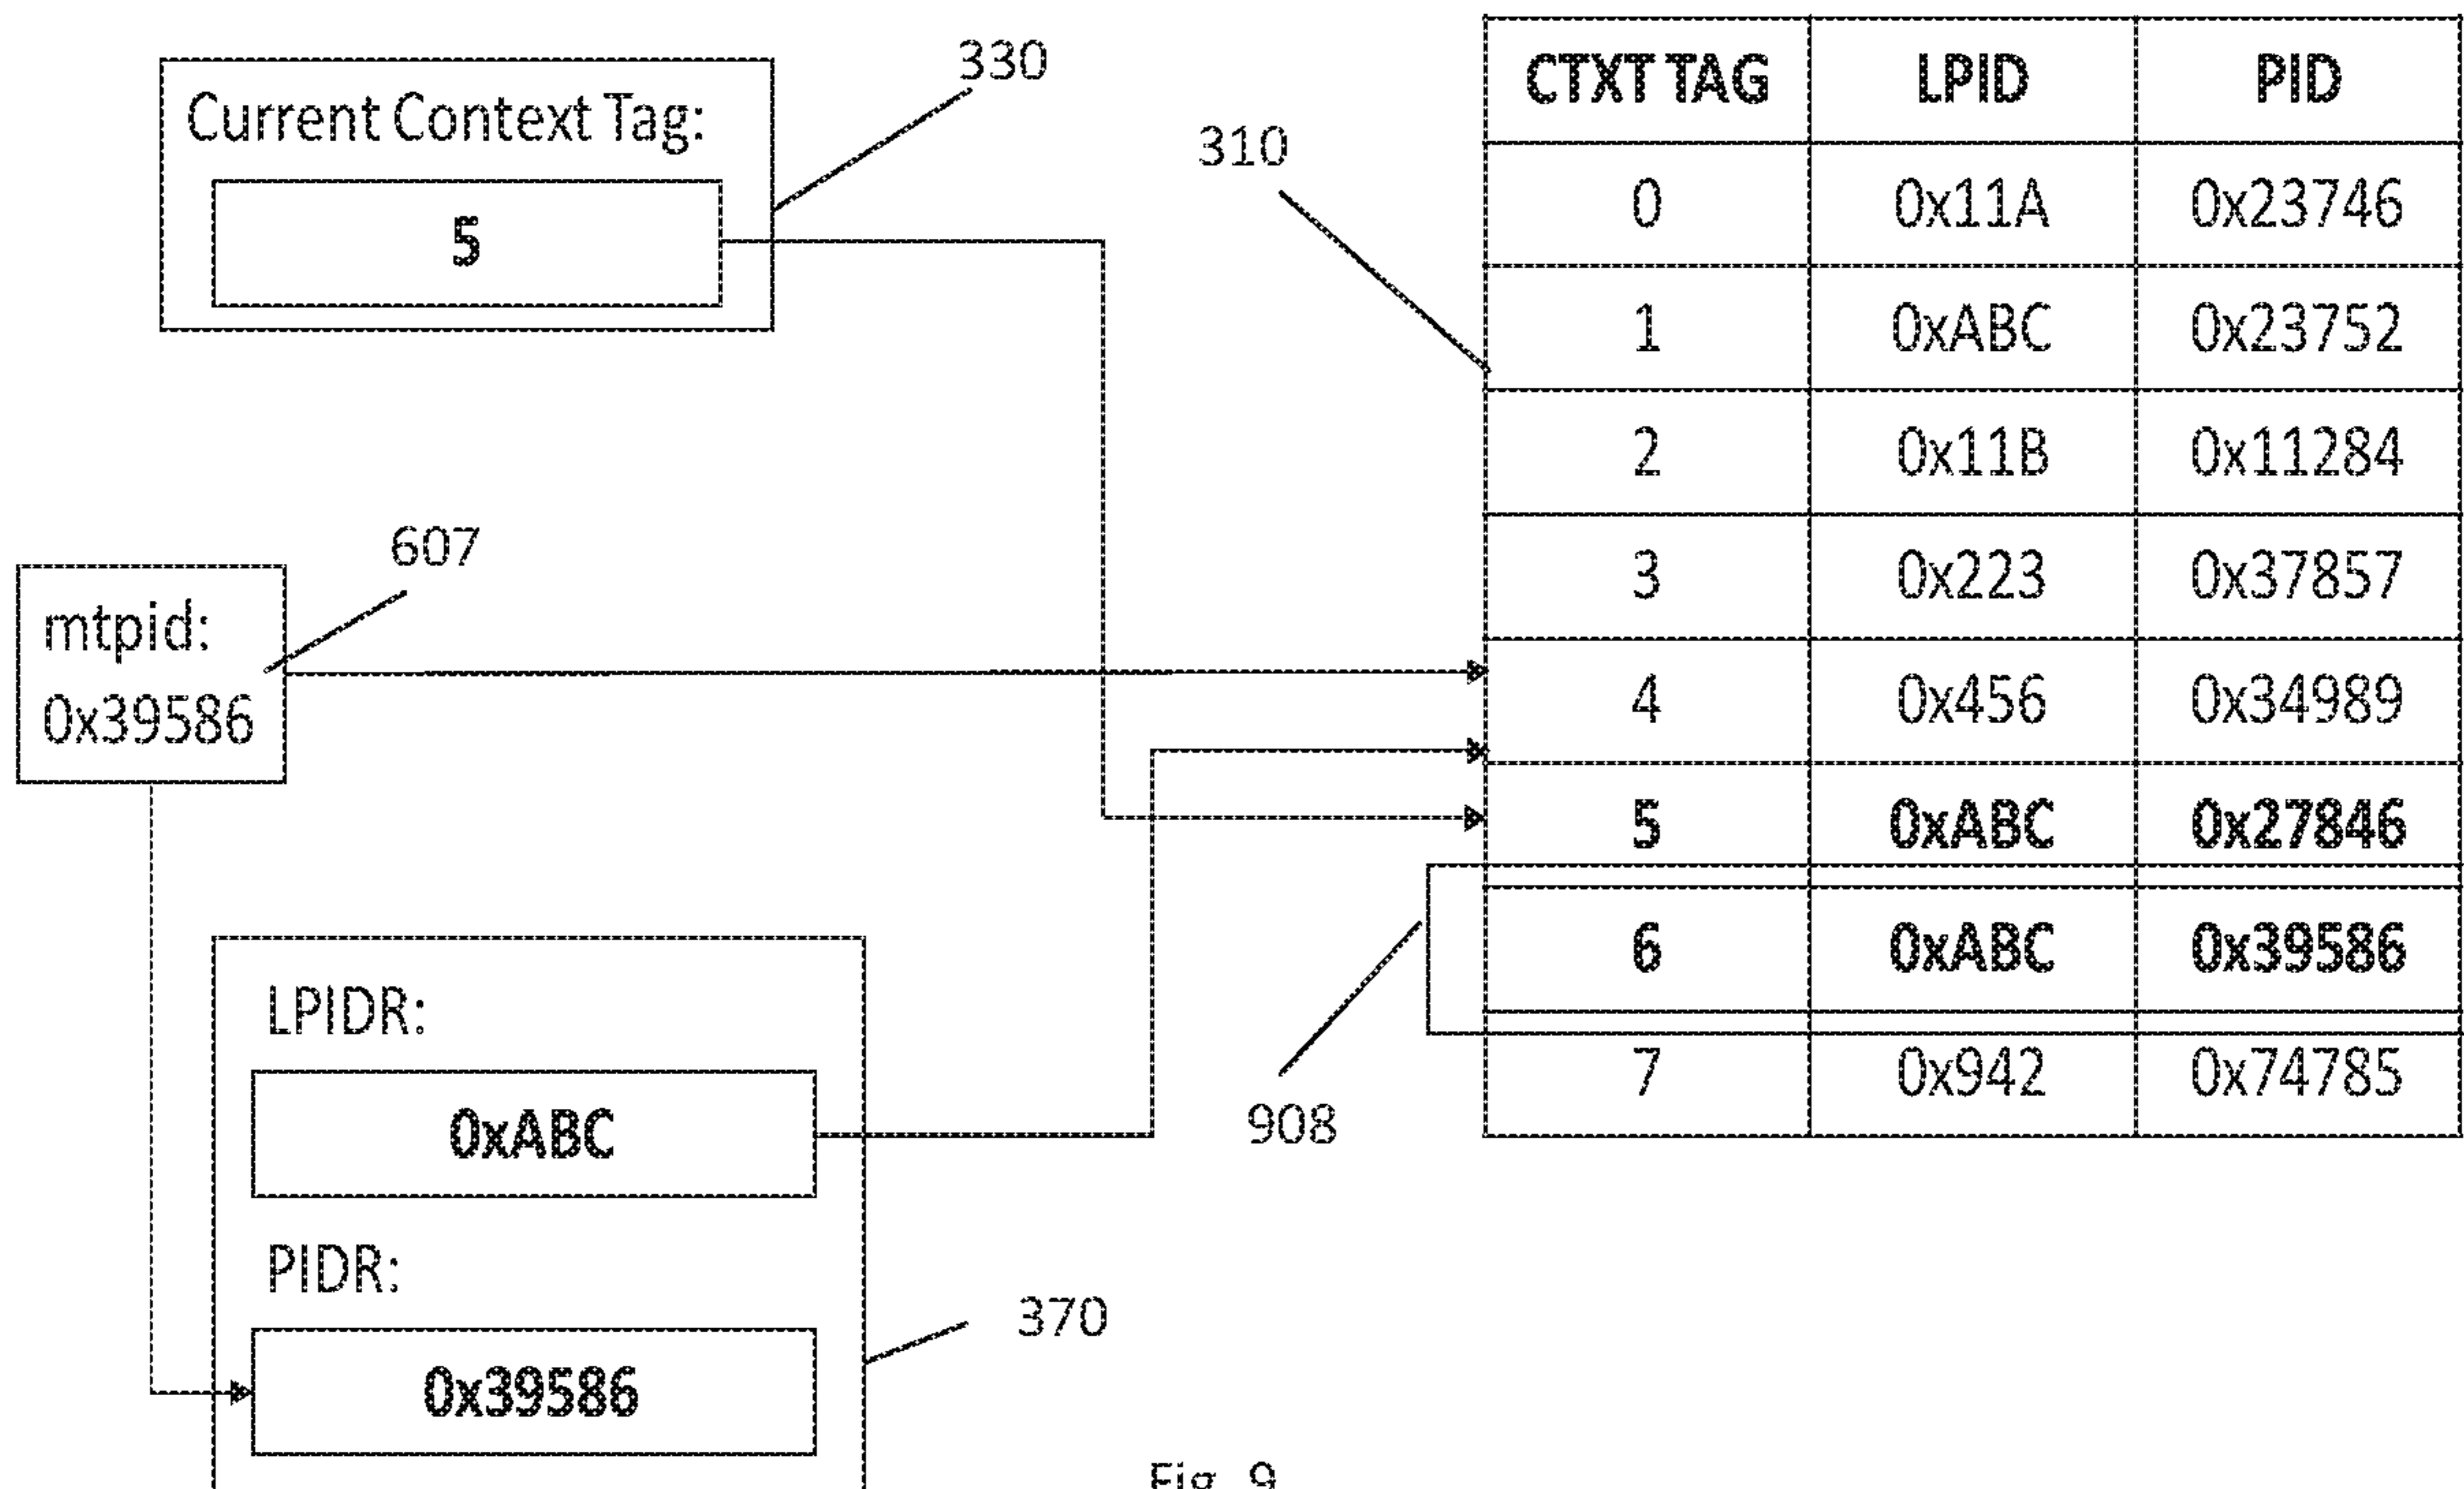 330
Current Context Tag:
5
310
CTXT TAG LPID PID
0 0x11A 0x23746
1 0xABC 0x23752
2 0x11B 0x11284
3 0x223 0x37857
4 0x456 0x34989
5 0xABC 0x27846
6 0xABC 0x39586
7 0x942 0x74785
607
mtpid:
0x39586
908
LPIDR:
0xABC
PIDR:
0x39586
370
Fig. 9